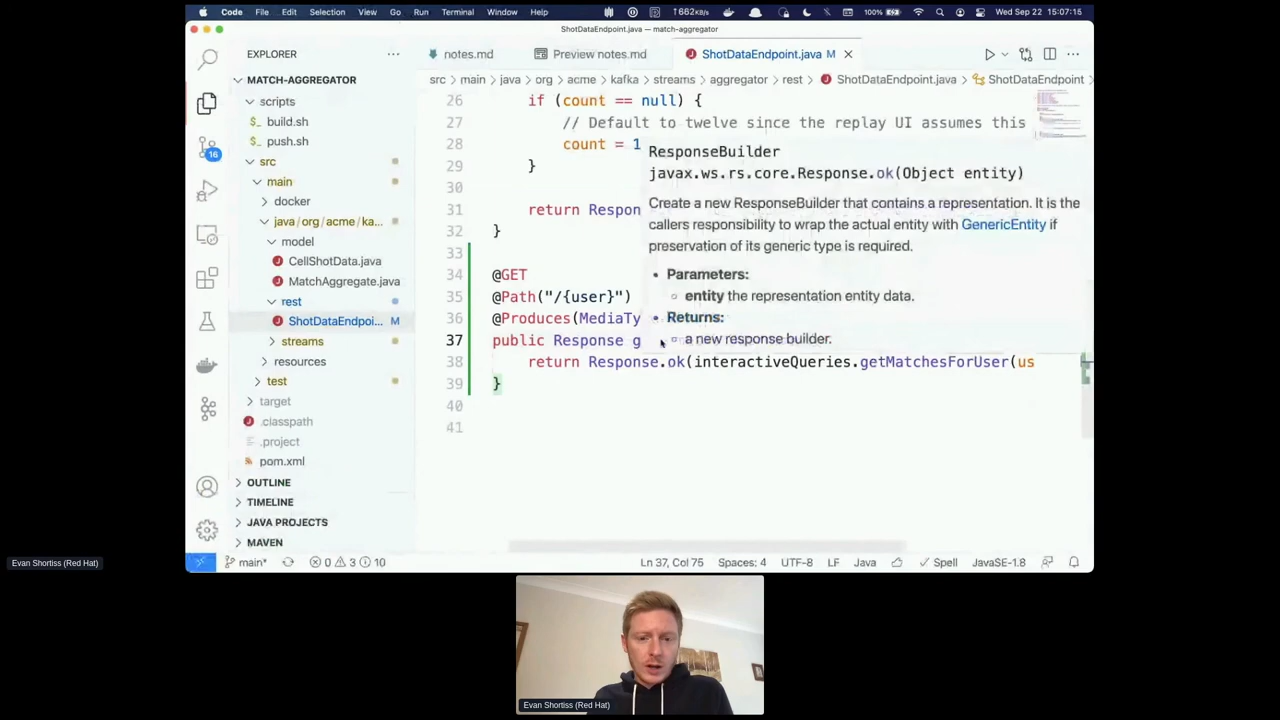 Code File Edit Selection View Go Run Terminal Window Help 662KB/s 100% Wed Sep 22 15:07:15
ShotDataEndpoint.java — match-aggregator
EXPLORER
notes.md Preview notes.md ShotDataEndpoint.java M
MATCH-AGGREGATOR
src > main > java > org > acme > kafka > streams > aggregator > rest > ShotDataEndpoint.java > ShotDataEndpoint >
scripts
build.sh
push.sh
src
main
docker
java/org/acme/ka...
model
CellShotData.java
MatchAggregate.java
rest
ShotDataEndpoi... M
streams
resources
test
target
.classpath
.project
pom.xml
OUTLINE
TIMELINE
JAVA PROJECTS
MAVEN
16
26 if (count == null) {
27 // Default to twelve since the replay UI assumes this
28 count = 1
29 }
30
31 return Respon
32 }
33
34 @GET
35 @Path("/{user}")
36 @Produces(MediaTy
37 public Response g
38 return Response.ok(interactiveQueries.getMatchesForUser(us
39 }
40
41
ResponseBuilder
javax.ws.rs.core.Response.ok(Object entity)
Create a new ResponseBuilder that contains a representation. It is the
callers responsibility to wrap the actual entity with GenericEntity if
preservation of its generic type is required.
• Parameters:
entity the representation entity data.
• Returns:
a new response builder.
main* 0 3 10 Ln 37, Col 75 Spaces: 4 UTF-8 LF Java Spell JavaSE-1.8
Evan Shortiss (Red Hat)
Evan Shortiss (Red Hat)